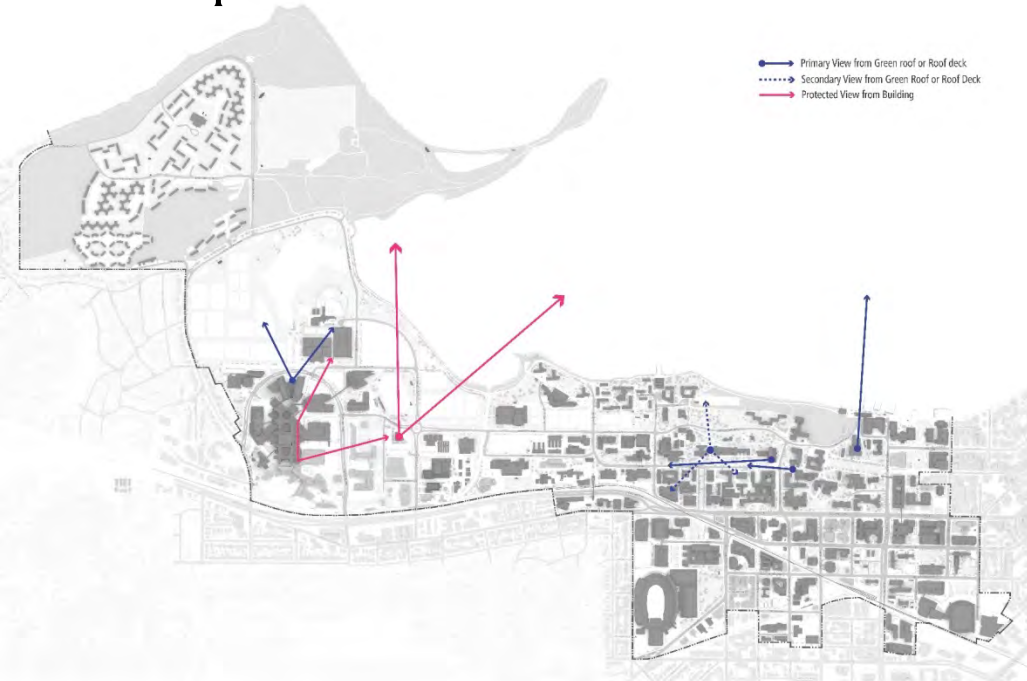 Primary View from Green roof or Roof deck
Secondary View from Green Roof or Roof Deck
Protected View from Building